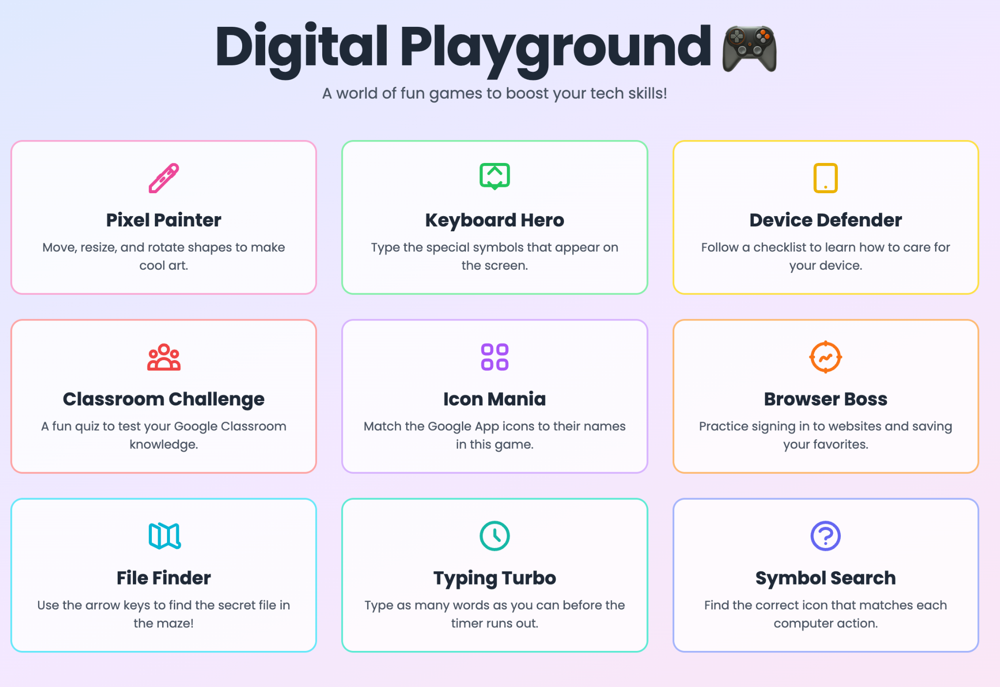 Digital Playground
A world of fun games to boost your tech skills!
Pixel Painter
Move, resize, and rotate shapes to make
cool art.
Keyboard Hero
Type the special symbols that appear on
the screen.
Device Defender
Follow a checklist to learn how to care for
your device.
Classroom Challenge
A fun quiz to test your Google Classroom
knowledge.
Icon Mania
Match the Google App icons to their names
in this game.
Browser Boss
Practice signing in to websites and saving
your favorites.
File Finder
Use the arrow keys to find the secret file in
the maze!
Typing Turbo
Type as many words as you can before the
timer runs out.
Symbol Search
Find the correct icon that matches each
computer action.